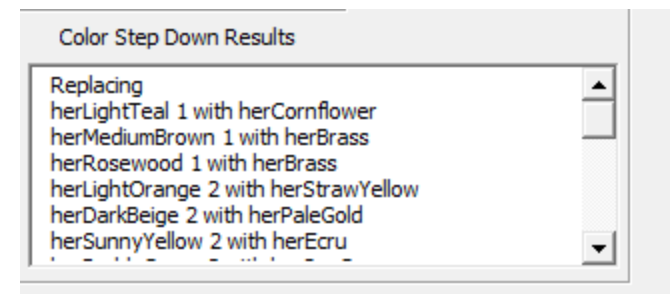 Color Step Down Results
Replacing
herLightTeal 1 with herCornflower
herMediumBrown 1 with herBrass
herRosewood 1 with herBrass
herLightOrange 2 with herStrawYellow
herDarkBeige 2 with herPaleGold
herSunnyYellow 2 with herEcru